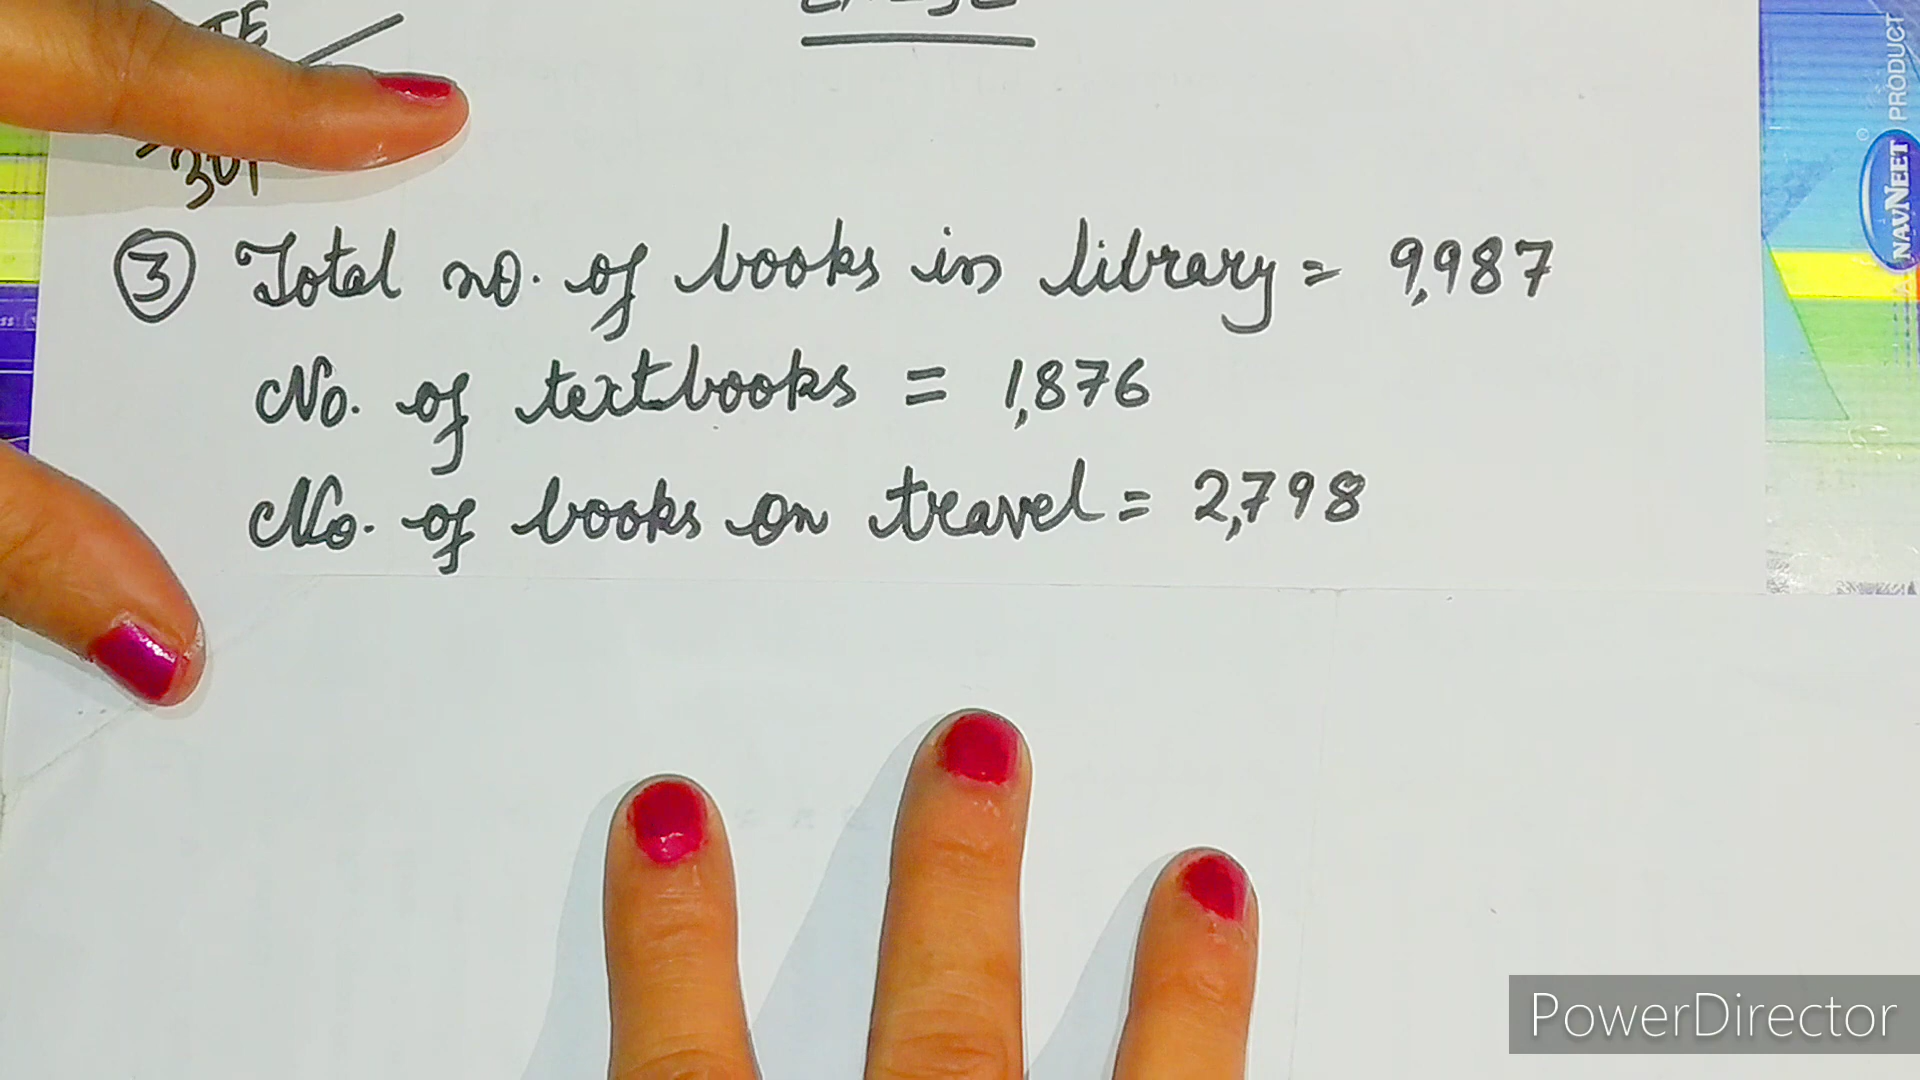 ③ Total no. of books in library = 9,987
No. of textbooks = 1,876
No. of books on travel = 2,798
NAVNEET PRODUCT
PowerDirector